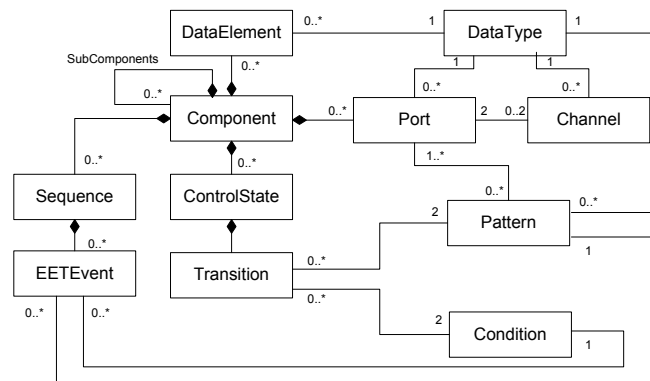 DataElement
0..*
1
DataType
1
SubComponents
0..*
1
1
0..*
0..*
0..*
Component
0..*
Port
2
0..2
Channel
0..*
0..*
1..*
Sequence
ControlState
0..*
2
Pattern
0..*
0..*
1
EETEvent
Transition
0..*
0..*
0..*
0..*
2
Condition
1